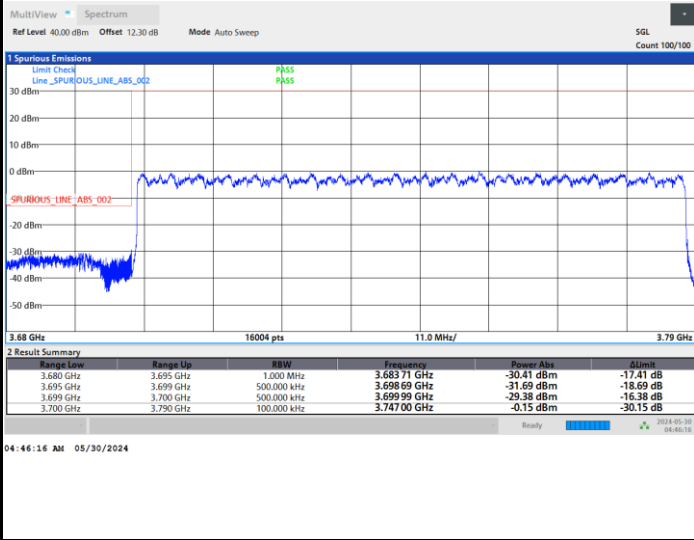 MultiView Spectrum
Ref Level 40.00 dBm Offset 12.30 dB Mode Auto Sweep SGL
Count 100/100
1 Spurious Emissions
Limit Check PASS
Line _SPURIOUS_LINE_ABS_002 PASS
30 dBm
20 dBm
10 dBm
0 dBm
_SPURIOUS_LINE_ABS_002
-20 dBm
-30 dBm
-40 dBm
-50 dBm
3.68 GHz 16004 pts 11.0 MHz/ 3.79 GHz
2 Result Summary
Range Low Range Up RBW Frequency Power Abs ΔLimit
3.680 GHz 3.695 GHz 1.000 MHz 3.683 71 GHz -30.41 dBm -17.41 dB
3.695 GHz 3.699 GHz 500.000 kHz 3.698 69 GHz -31.69 dBm -18.69 dB
3.699 GHz 3.700 GHz 500.000 kHz 3.699 99 GHz -29.38 dBm -16.38 dB
3.700 GHz 3.790 GHz 100.000 kHz 3.747 00 GHz -0.15 dBm -30.15 dB
Ready 2024-05-30
04:46:16
04:46:16 AM 05/30/2024